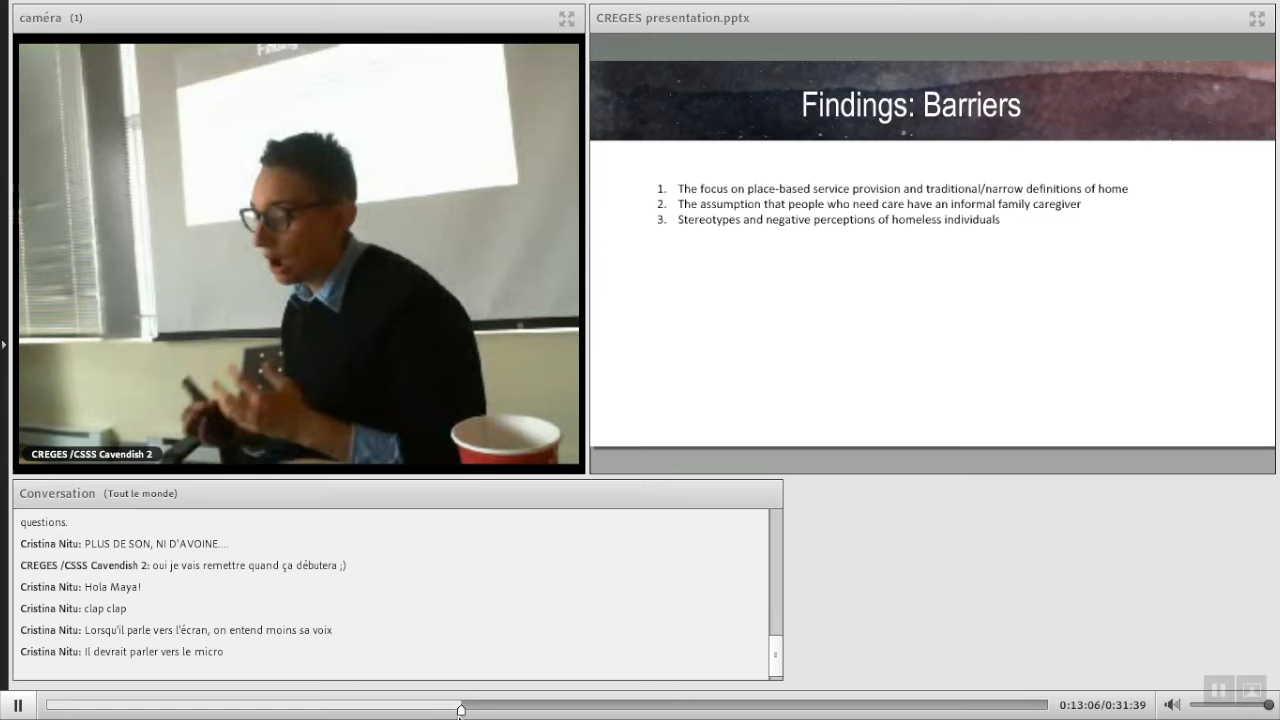 caméra (1)
Findings
CREGES /CSSS Cavendish 2
CREGES presentation.pptx
Findings: Barriers
1. The focus on place-based service provision and traditional/narrow definitions of home
2. The assumption that people who need care have an informal family caregiver
3. Stereotypes and negative perceptions of homeless individuals
Conversation (Tout le monde)
questions.
Cristina Nitu: PLUS DE SON, NI D'AVOINE....
CREGES /CSSS Cavendish 2: oui je vais remettre quand ça débutera ;)
Cristina Nitu: Hola Maya!
Cristina Nitu: clap clap
Cristina Nitu: Lorsqu'il parle vers l'écran, on entend moins sa voix
Cristina Nitu: Il devrait parler vers le micro
0:13:06/0:31:39